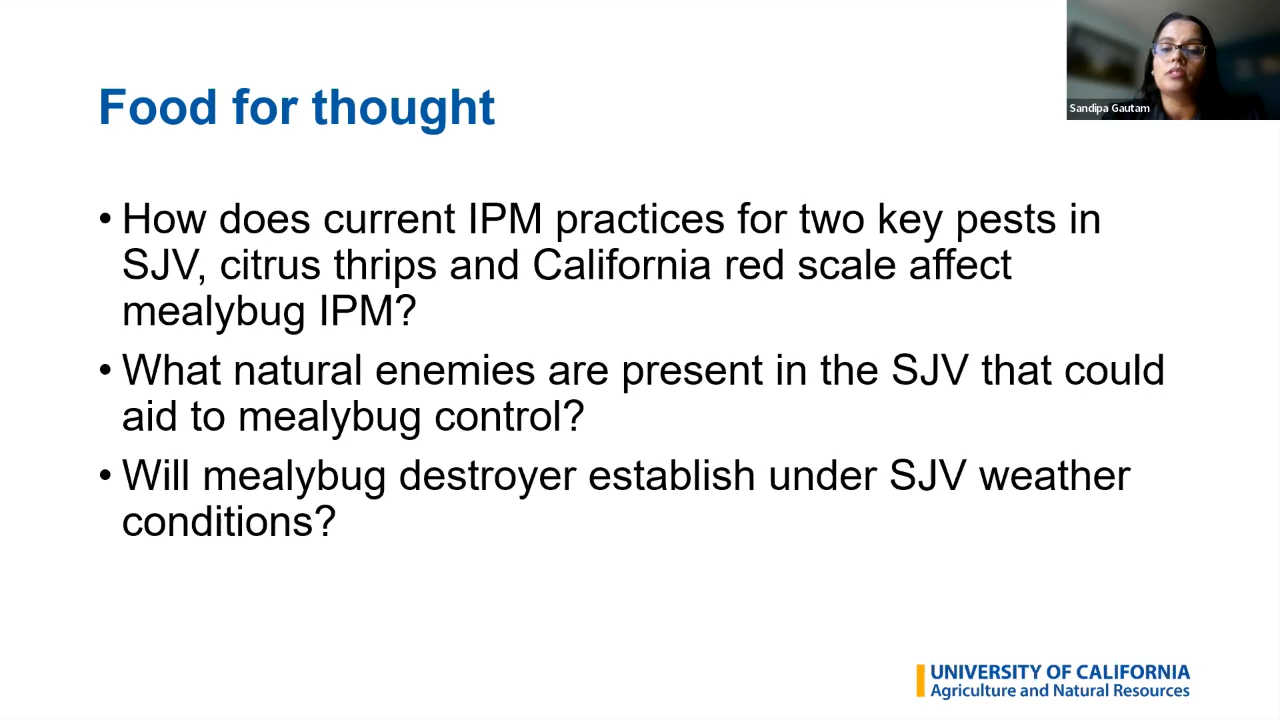 Sandipa Gautam
Food for thought
• How does current IPM practices for two key pests in
SJV, citrus thrips and California red scale affect
mealybug IPM?
• What natural enemies are present in the SJV that could
aid to mealybug control?
• Will mealybug destroyer establish under SJV weather
conditions?
UNIVERSITY OF CALIFORNIA
Agriculture and Natural Resources